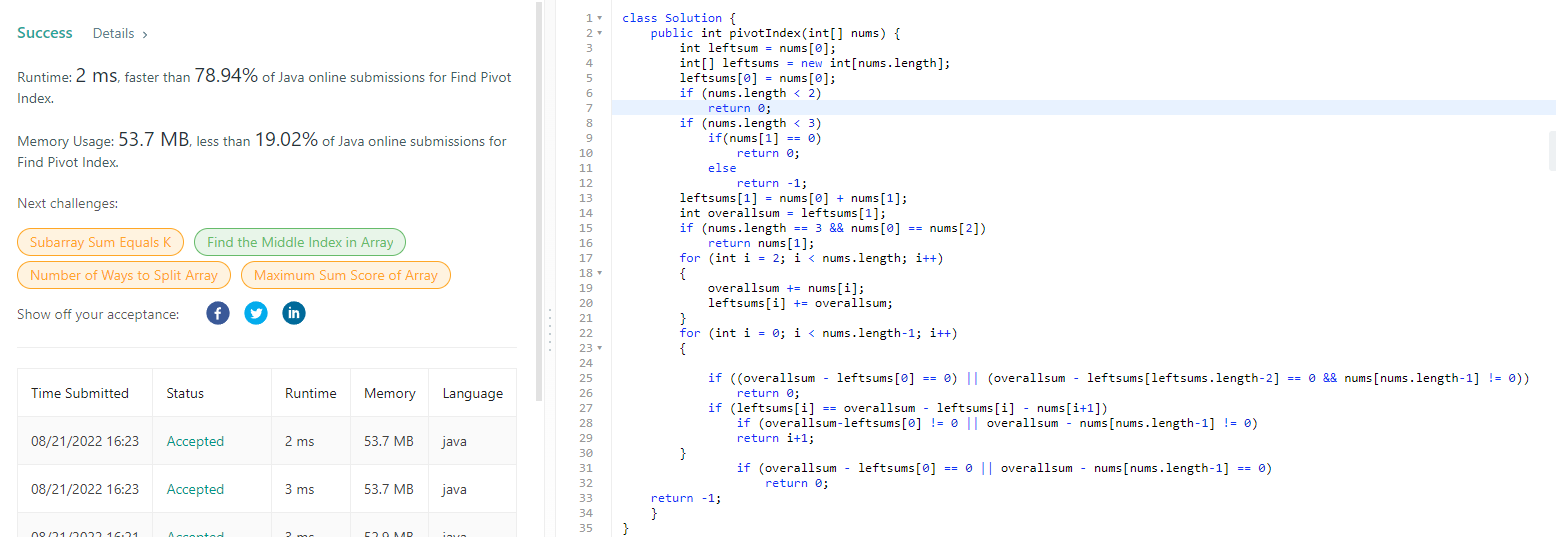 Success Details >
Runtime: 2 ms, faster than 78.94% of Java online submissions for Find Pivot
Index.
Memory Usage: 53.7 MB, less than 19.02% of Java online submissions for
Find Pivot Index.
Next challenges:
Subarray Sum Equals K Find the Middle Index in Array
Number of Ways to Split Array Maximum Sum Score of Array
Show off your acceptance:
Time Submitted Status Runtime Memory Language
08/21/2022 16:23 Accepted 2 ms 53.7 MB java
08/21/2022 16:23 Accepted 3 ms 53.7 MB java
08/21/2022 16:21 Accepted 3 ms 52.9 MB java
1 class Solution {
2 public int pivotIndex(int[] nums) {
3 int leftsum = nums[0];
4 int[] leftsums = new int[nums.length];
5 leftsums[0] = nums[0];
6 if (nums.length < 2)
7 return 0;
8 if (nums.length < 3)
9 if(nums[1] == 0)
10 return 0;
11 else
12 return -1;
13 leftsums[1] = nums[0] + nums[1];
14 int overallsum = leftsums[1];
15 if (nums.length == 3 && nums[0] == nums[2])
16 return nums[1];
17 for (int i = 2; i < nums.length; i++)
18 {
19 overallsum += nums[i];
20 leftsums[i] += overallsum;
21 }
22 for (int i = 0; i < nums.length-1; i++)
23 {
24
25 if ((overallsum - leftsums[0] == 0) || (overallsum - leftsums[leftsums.length-2] == 0 && nums[nums.length-1] != 0))
26 return 0;
27 if (leftsums[i] == overallsum - leftsums[i] - nums[i+1])
28 if (overallsum-leftsums[0] != 0 || overallsum - nums[nums.length-1] != 0)
29 return i+1;
30 }
31 if (overallsum - leftsums[0] == 0 || overallsum - nums[nums.length-1] == 0)
32 return 0;
33 return -1;
34 }
35 }